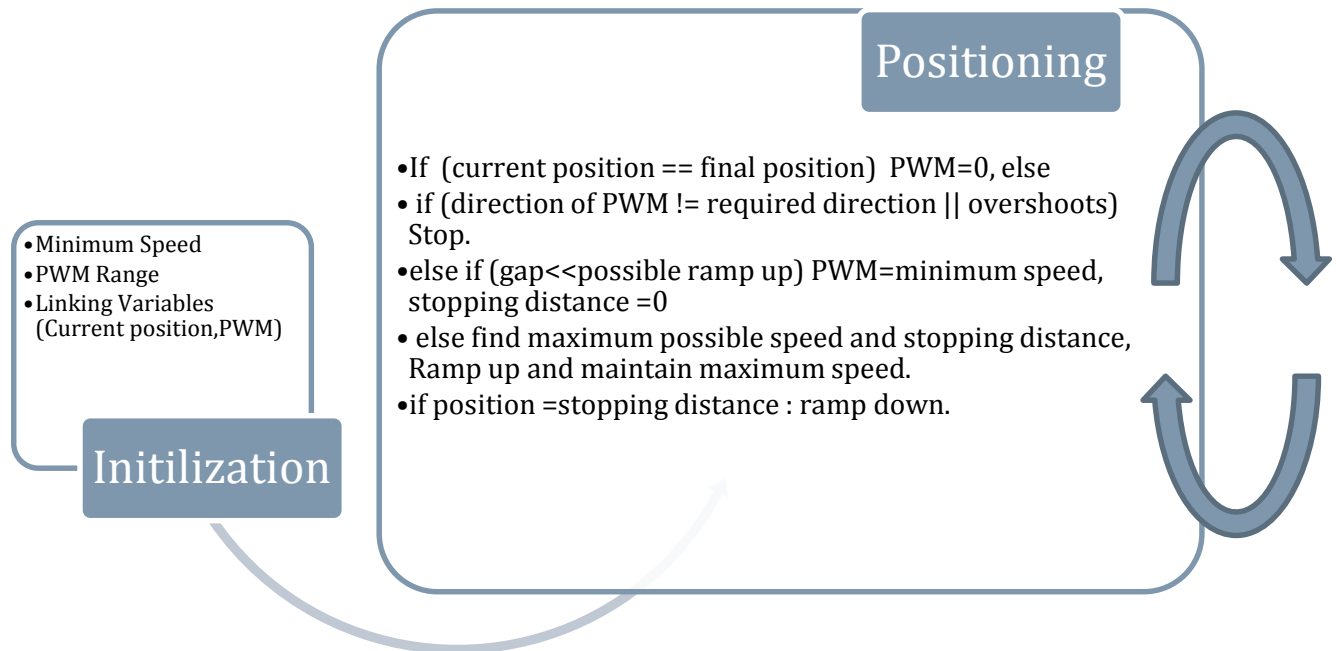 •Minimum Speed
•PWM Range
•Linking Variables
(Current position,PWM)
Initilization
Positioning
•If (current position == final position) PWM=0, else
• if (direction of PWM != required direction || overshoots)
Stop.
•else if (gap<<possible ramp up) PWM=minimum speed,
stopping distance =0
• else find maximum possible speed and stopping distance,
Ramp up and maintain maximum speed.
•if position =stopping distance : ramp down.